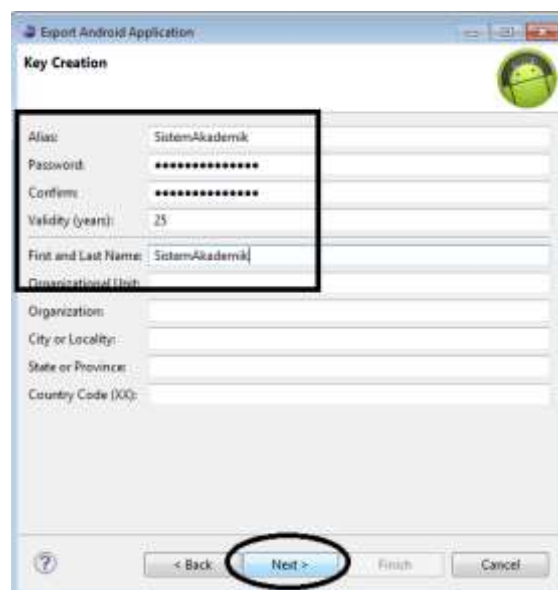 Export Android Application
Key Creation
Alias: SistemAkademik
Password: ••••••••••••••
Confirm: ••••••••••••••
Validity (years): 25
First and Last Name: SistemAkademik
Organizational Unit:
Organization:
City or Locality:
State or Province:
Country Code (XX):
? < Back Next > Finish Cancel